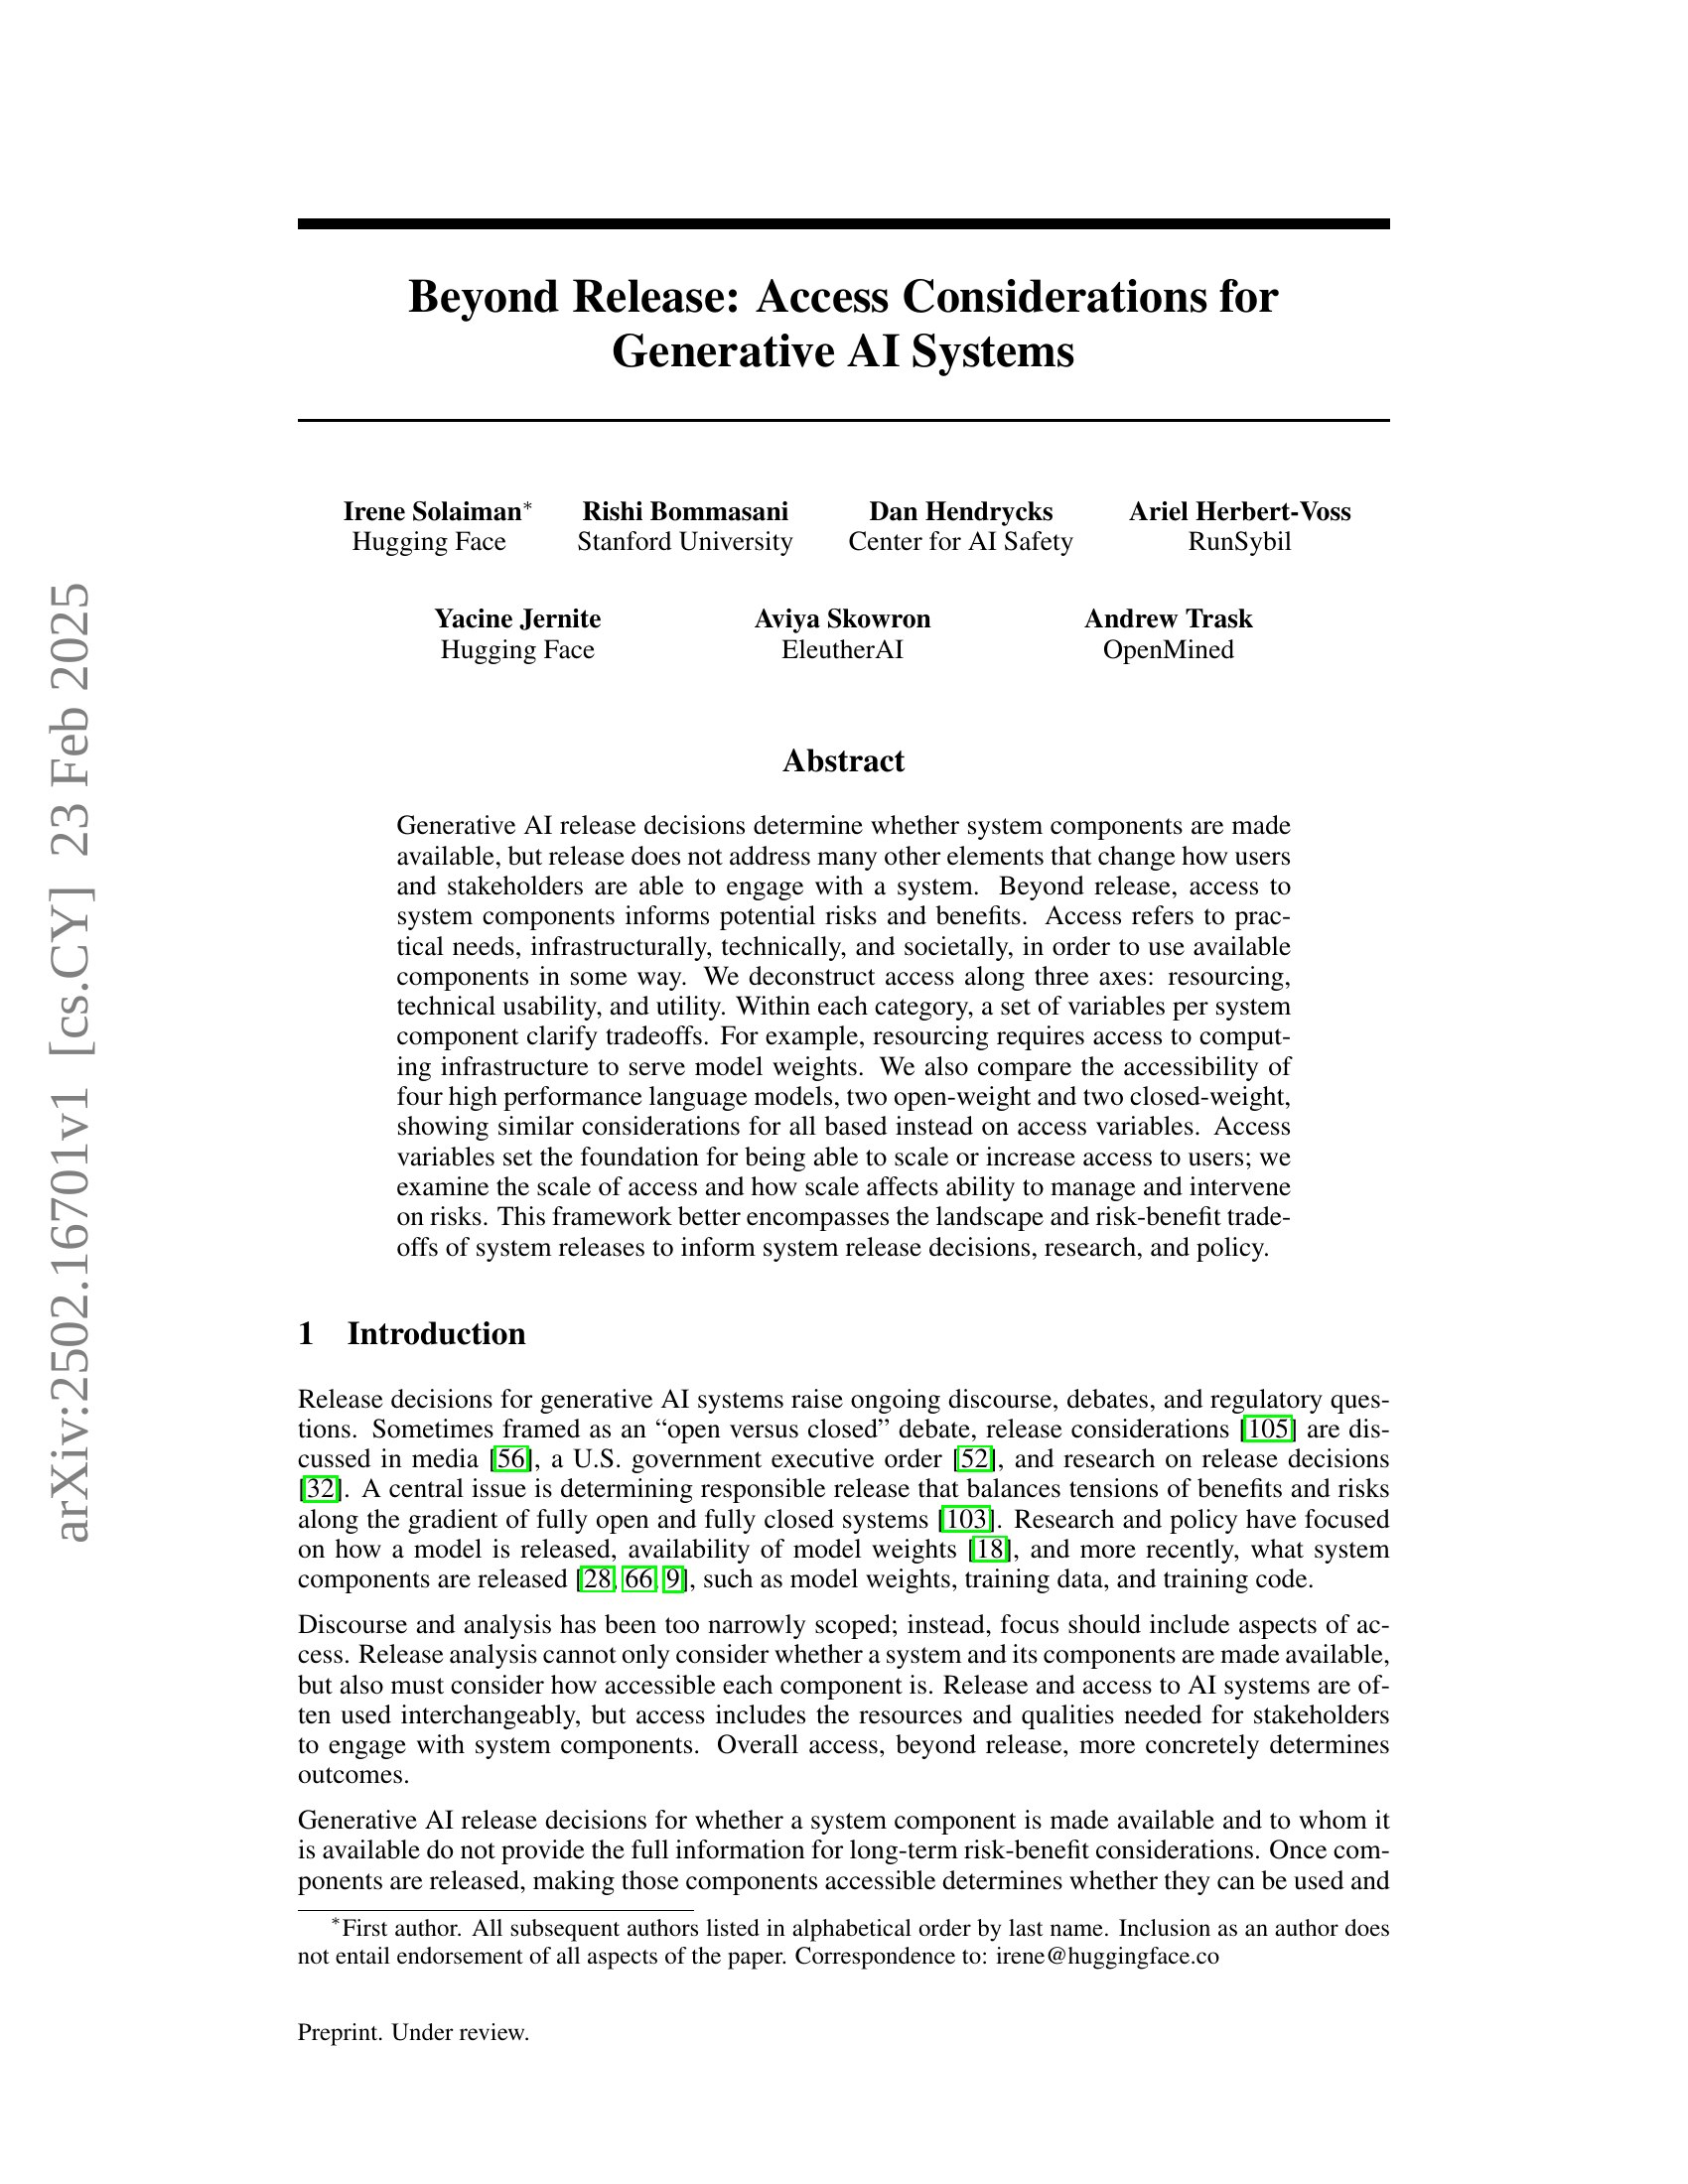 arXiv:2502.16701v1 [cs.CY] 23 Feb 2025
Beyond Release: Access Considerations for
Generative AI Systems
Irene Solaiman* Rishi Bommasani Dan Hendrycks Ariel Herbert-Voss
Hugging Face Stanford University Center for AI Safety RunSybil
Yacine Jernite Aviya Skowron Andrew Trask
Hugging Face EleutherAI OpenMined
Abstract
Generative AI release decisions determine whether system components are made
available, but release does not address many other elements that change how users
and stakeholders are able to engage with a system. Beyond release, access to
system components informs potential risks and benefits. Access refers to prac-
tical needs, infrastructurally, technically, and societally, in order to use available
components in some way. We deconstruct access along three axes: resourcing,
technical usability, and utility. Within each category, a set of variables per system
component clarify tradeoffs. For example, resourcing requires access to comput-
ing infrastructure to serve model weights. We also compare the accessibility of
four high performance language models, two open-weight and two closed-weight,
showing similar considerations for all based instead on access variables. Access
variables set the foundation for being able to scale or increase access to users; we
examine the scale of access and how scale affects ability to manage and intervene
on risks. This framework better encompasses the landscape and risk-benefit trade-
offs of system releases to inform system release decisions, research, and policy.
1 Introduction
Release decisions for generative AI systems raise ongoing discourse, debates, and regulatory ques-
tions. Sometimes framed as an “open versus closed” debate, release considerations [105] are dis-
cussed in media [56], a U.S. government executive order [52], and research on release decisions
[32]. A central issue is determining responsible release that balances tensions of benefits and risks
along the gradient of fully open and fully closed systems [103]. Research and policy have focused
on how a model is released, availability of model weights [18], and more recently, what system
components are released [28, 66, 9], such as model weights, training data, and training code.
Discourse and analysis has been too narrowly scoped; instead, focus should include aspects of ac-
cess. Release analysis cannot only consider whether a system and its components are made available,
but also must consider how accessible each component is. Release and access to AI systems are of-
ten used interchangeably, but access includes the resources and qualities needed for stakeholders
to engage with system components. Overall access, beyond release, more concretely determines
outcomes.
Generative AI release decisions for whether a system component is made available and to whom it
is available do not provide the full information for long-term risk-benefit considerations. Once com-
ponents are released, making those components accessible determines whether they can be used and
*First author. All subsequent authors listed in alphabetical order by last name. Inclusion as an author does
not entail endorsement of all aspects of the paper. Correspondence to: irene@huggingface.co
Preprint. Under review.